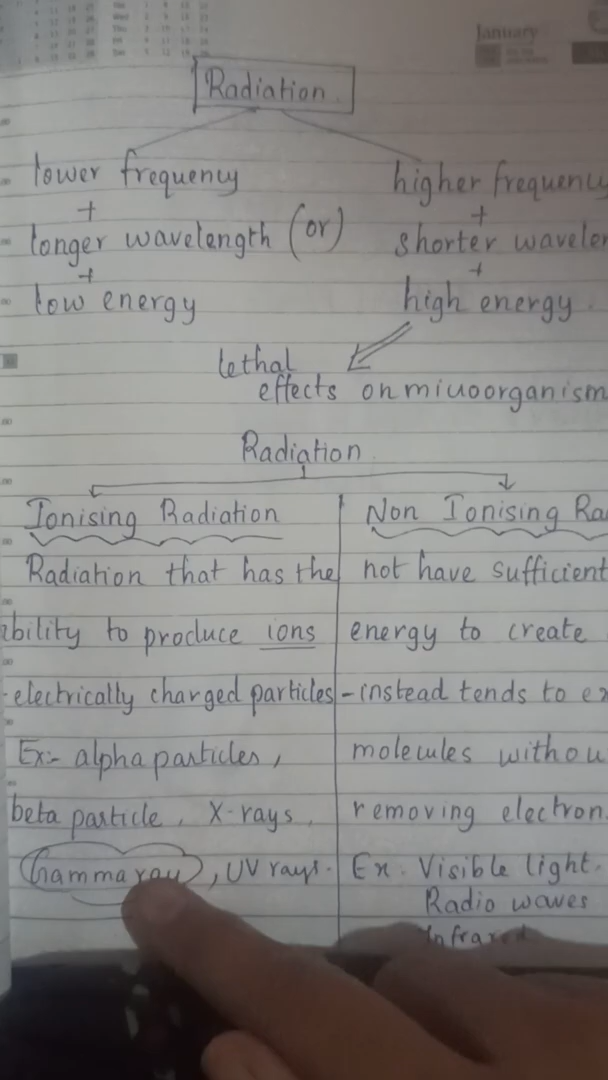 January
Radiation
lower frequency
+
longer wavelength (or)
+
low energy
higher frequency
+
shorter wavelen
+
high energy
lethal
effects on microorganism
Radiation
Ionising Radiation
Radiation that has the
ability to produce ions
-electrically charged particles
Ex:- alpha particles,
beta particle, X-rays,
Gamma ray, UV rays.
Non Ionising Ra
not have sufficient
energy to create
-instead tends to ex
molecules withou
removing electron.
Ex. Visible light.
Radio waves
Infrared